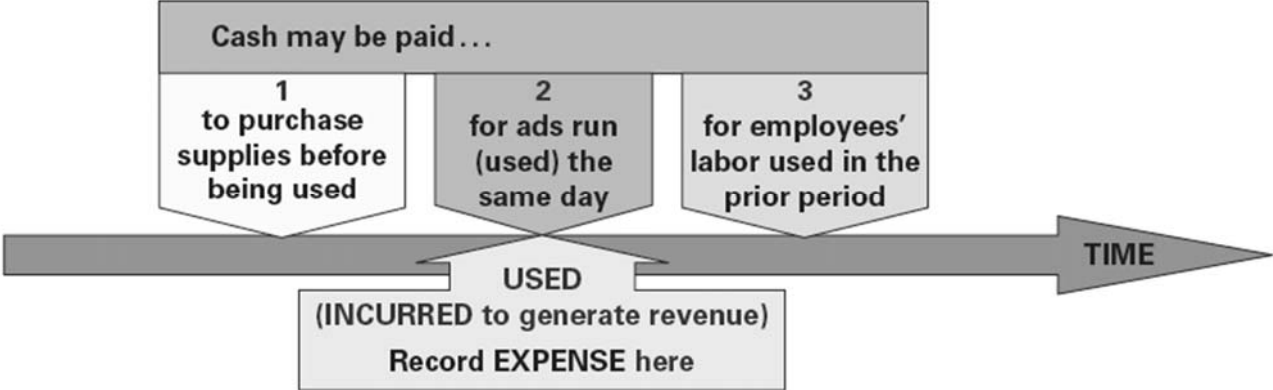 Cash may be paid...
1
to purchase
supplies before
being used
2
for ads run
(used) the
same day
3
for employees'
labor used in the
prior period
TIME
USED
(INCURRED to generate revenue)
Record EXPENSE here